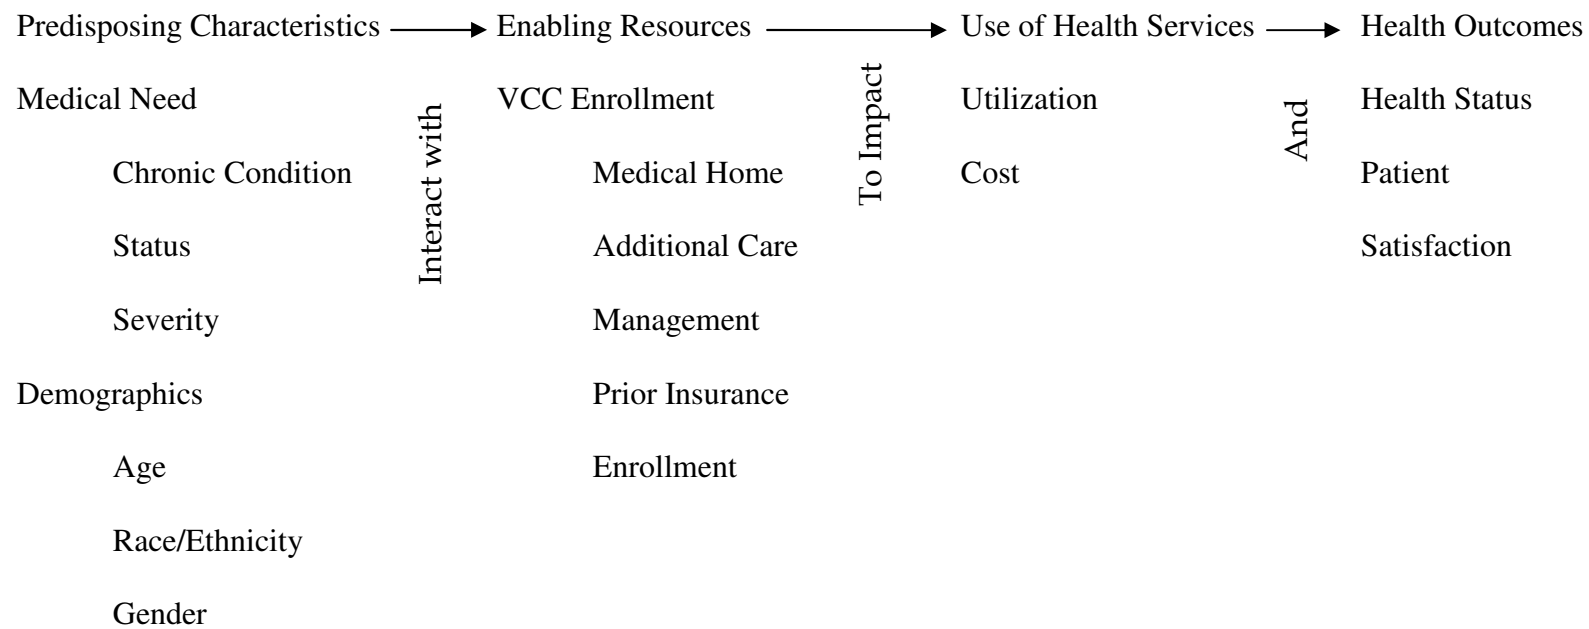 Predisposing Characteristics Enabling Resources Use of Health Services Health Outcomes
Medical Need VCC Enrollment Utilization Health Status
Chronic Condition Medical Home Cost Patient
Status Additional Care Satisfaction
Severity Management
Demographics Prior Insurance
Age Enrollment
Race/Ethnicity
Gender
Interact with
To Impact
And